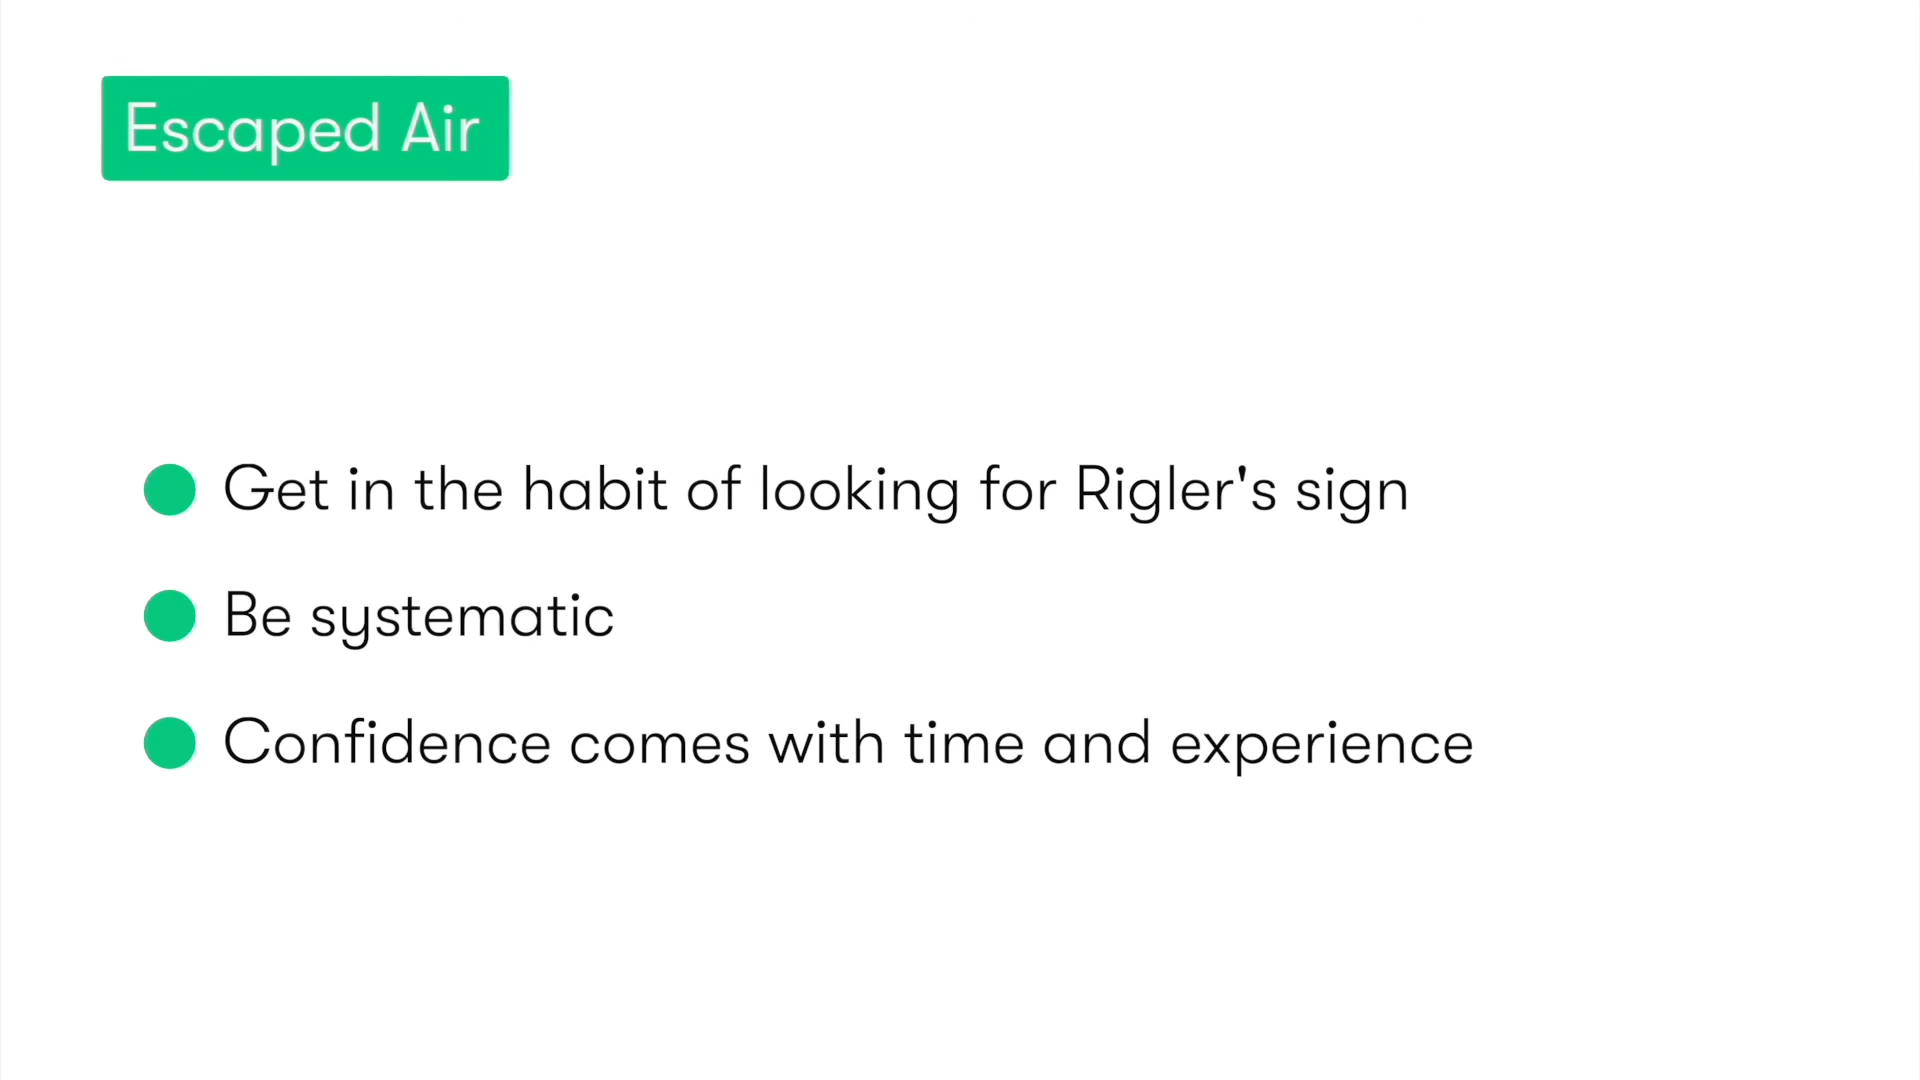 Escaped Air
Get in the habit of looking for Rigler's sign
Be systematic
Confidence comes with time and experience